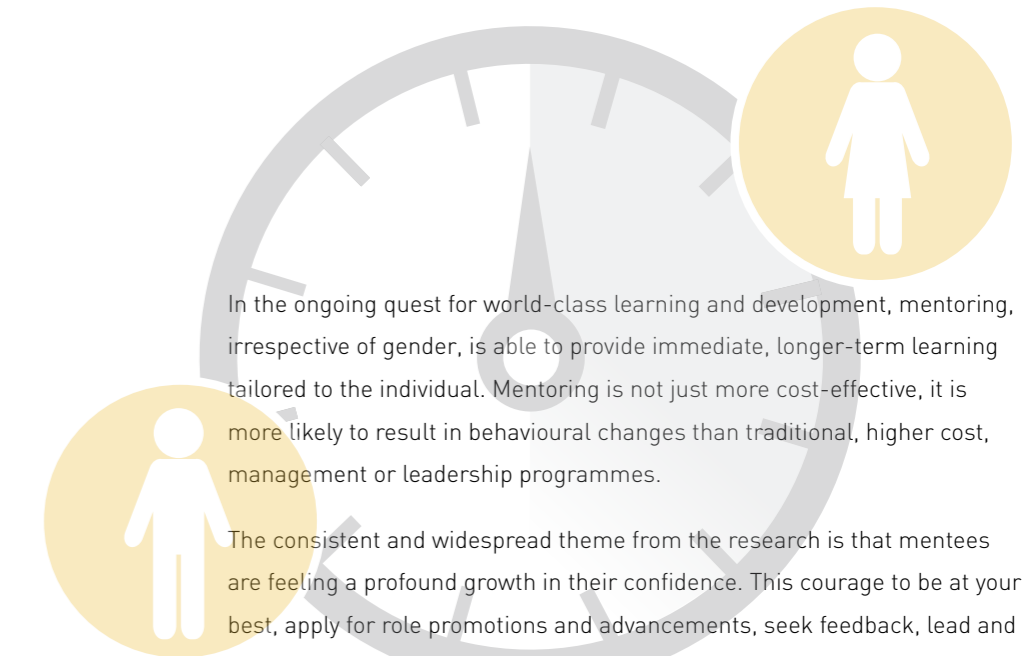 In the ongoing quest for world-class learning and development, mentoring,
irrespective of gender, is able to provide immediate, longer-term learning
tailored to the individual. Mentoring is not just more cost-effective, it is
more likely to result in behavioural changes than traditional, higher cost,
management or leadership programmes.
The consistent and widespread theme from the research is that mentees
are feeling a profound growth in their confidence. This courage to be at your
best, apply for role promotions and advancements, seek feedback, lead and